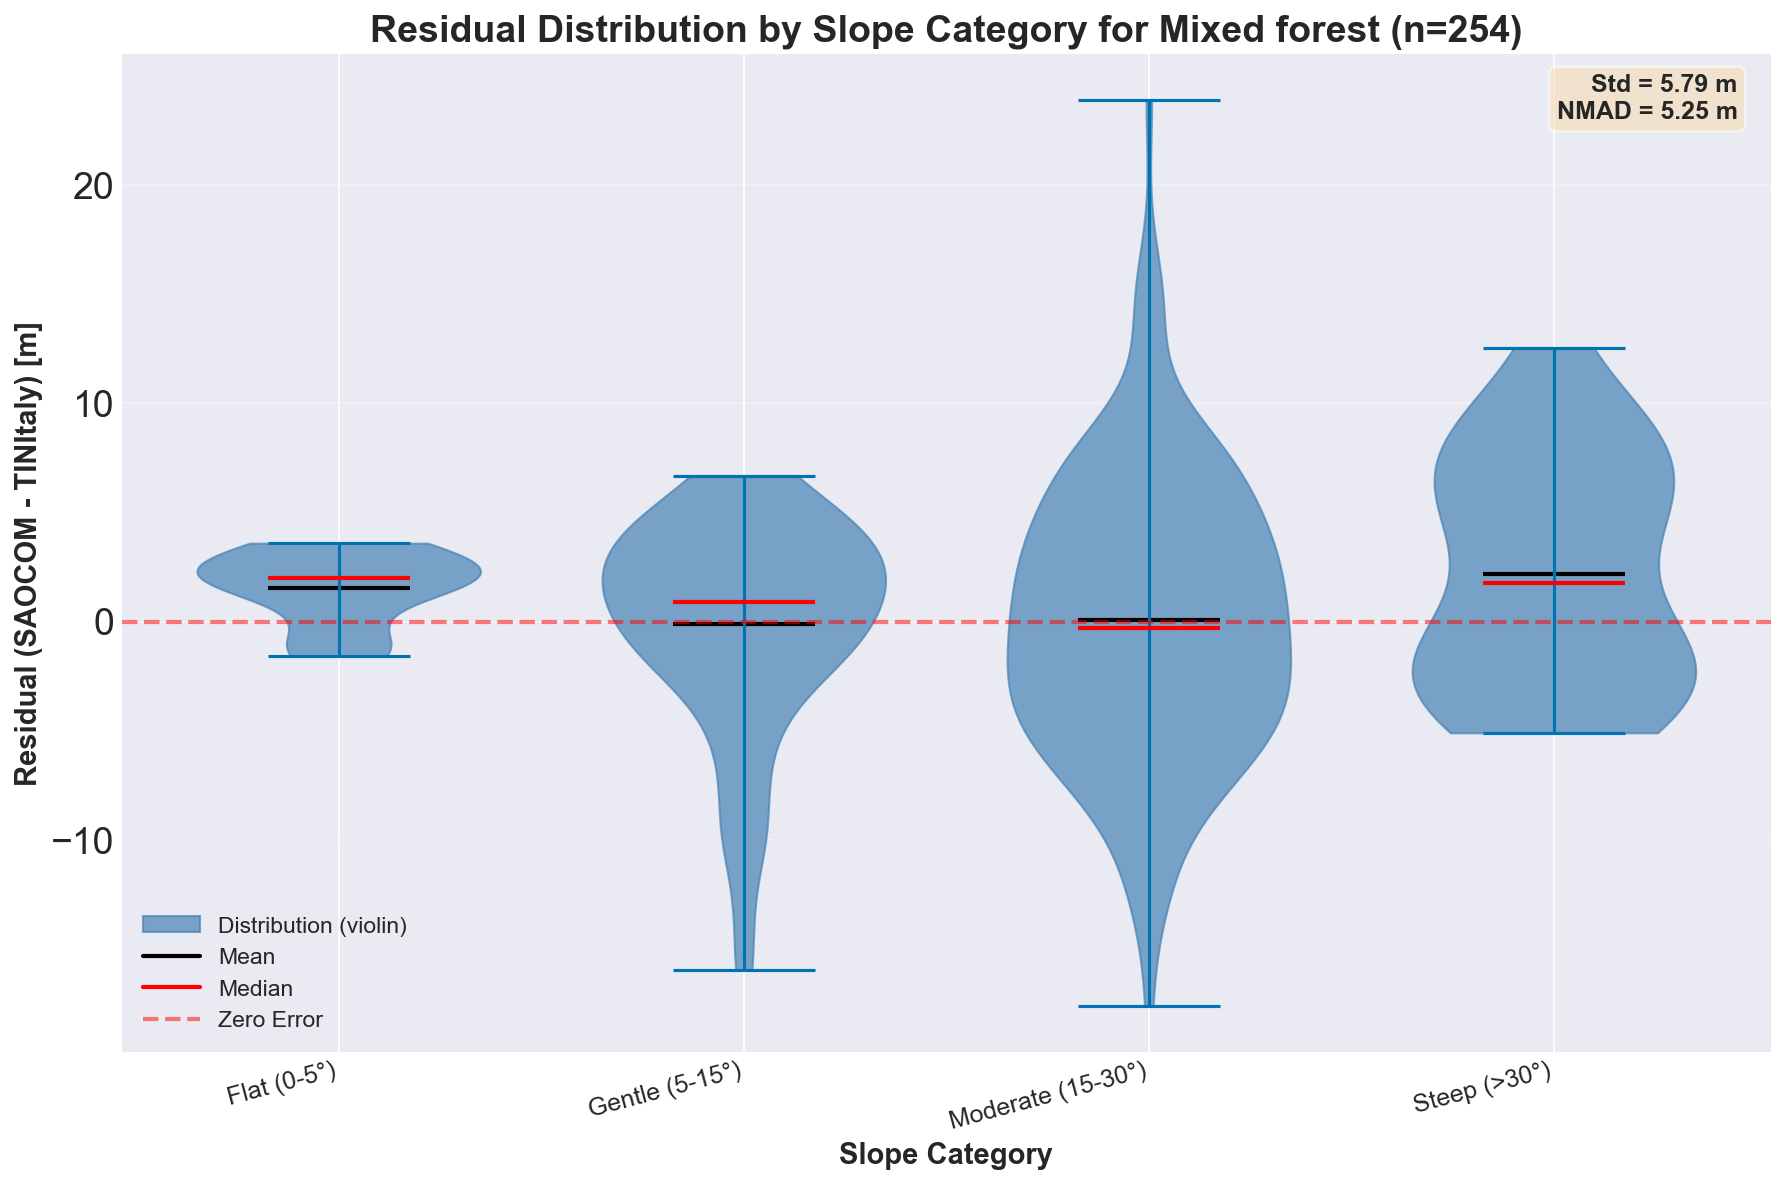 Residual Distribution by Slope Category for Mixed forest (n=254)
Std = 5.79 m
NMAD = 5.25 m
Residual (SAOCOM - TINItaly) [m]
20
10
0
−10
Distribution (violin)
Mean
Median
Zero Error
Flat (0-5°)
Gentle (5-15°)
Moderate (15-30°)
Steep (>30°)
Slope Category